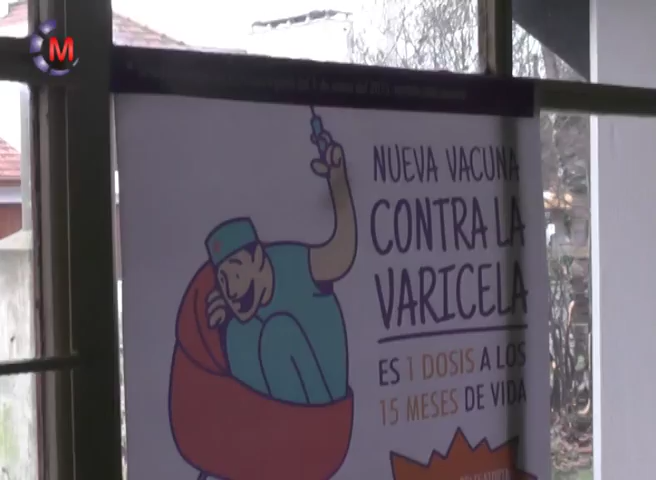 M
NUEVA VACUNA
CONTRA LA
VARICELA
ES 1 DOSIS A LOS
15 MESES DE VIDA